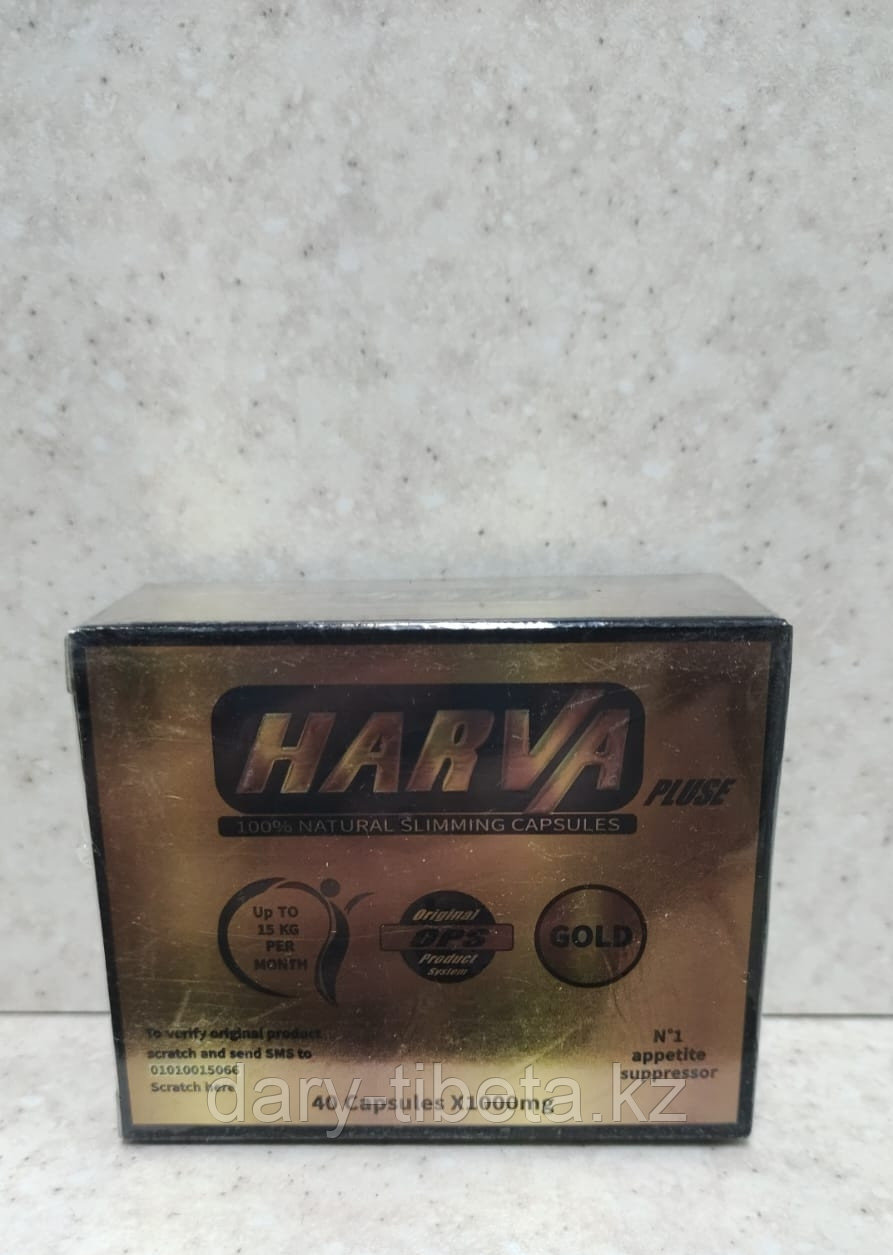 HARVA
PLUSE
100% NATURAL SLIMMING CAPSULES
Up TO
15 KG
PER
MONTH
Original
OPS
Product
System
GOLD
To verify original product
scratch and send SMS to
01010015066
Scratch here
N°1
appetite
suppressor
40 Capsules X1000mg
dary-tibeta.kz